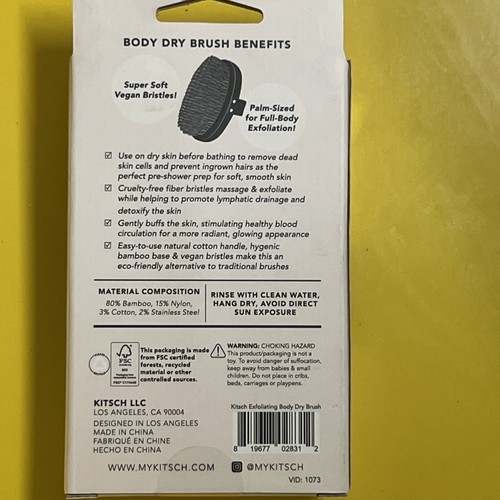 BODY DRY BRUSH BENEFITS
Super Soft
Vegan Bristles!
Palm-Sized
for Full-Body
Exfoliation!
Use on dry skin before bathing to remove dead
skin cells and prevent ingrown hairs as the
perfect pre-shower prep for soft, smooth skin
Cruelty-free fiber bristles massage & exfoliate
while helping to promote lymphatic drainage and
detoxify the skin
Gently buffs the skin, stimulating healthy blood
circulation for a more radiant, glowing appearance
Easy-to-use natural cotton handle, hygenic
bamboo base & vegan bristles make this an
eco-friendly alternative to traditional brushes
MATERIAL COMPOSITION
80% Bamboo, 15% Nylon,
3% Cotton, 2% Stainless Steel
RINSE WITH CLEAN WATER,
HANG DRY, AVOID DIRECT
SUN EXPOSURE
FSC
This packaging is made
from FSC certified
forests, recycled
material or other
controlled sources.
WARNING: CHOKING HAZARD
This product/packaging is not a
toy. To avoid danger of suffocation,
keep away from babies & small
children. Do not place in cribs,
beds, carriages or playpens.
KITSCH LLC
LOS ANGELES, CA 90004
DESIGNED IN LOS ANGELES
MADE IN CHINA
FABRIQUÉ EN CHINE
HECHO EN CHINA
Kitsch Exfoliating Body Dry Brush
8 19677 02831 2
WWW.MYKITSCH.COM
@MYKITSCH
VID: 1073